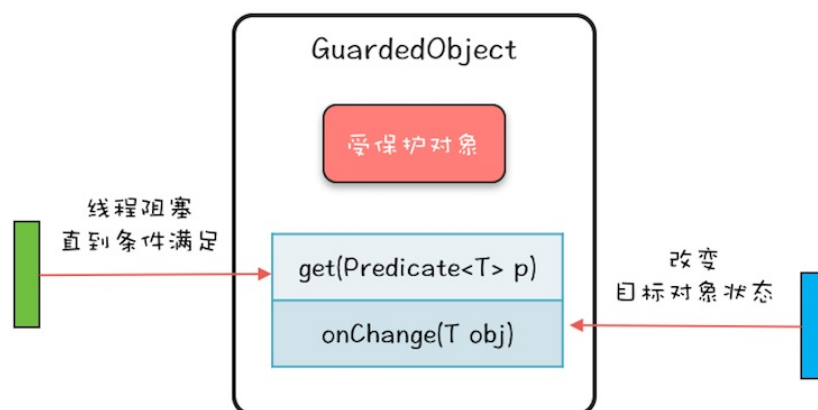 GuardedObject
受保护对象
线程阻塞
直到条件满足
get(Predicate<T> p)
改变
目标对象状态
onChange(T obj)